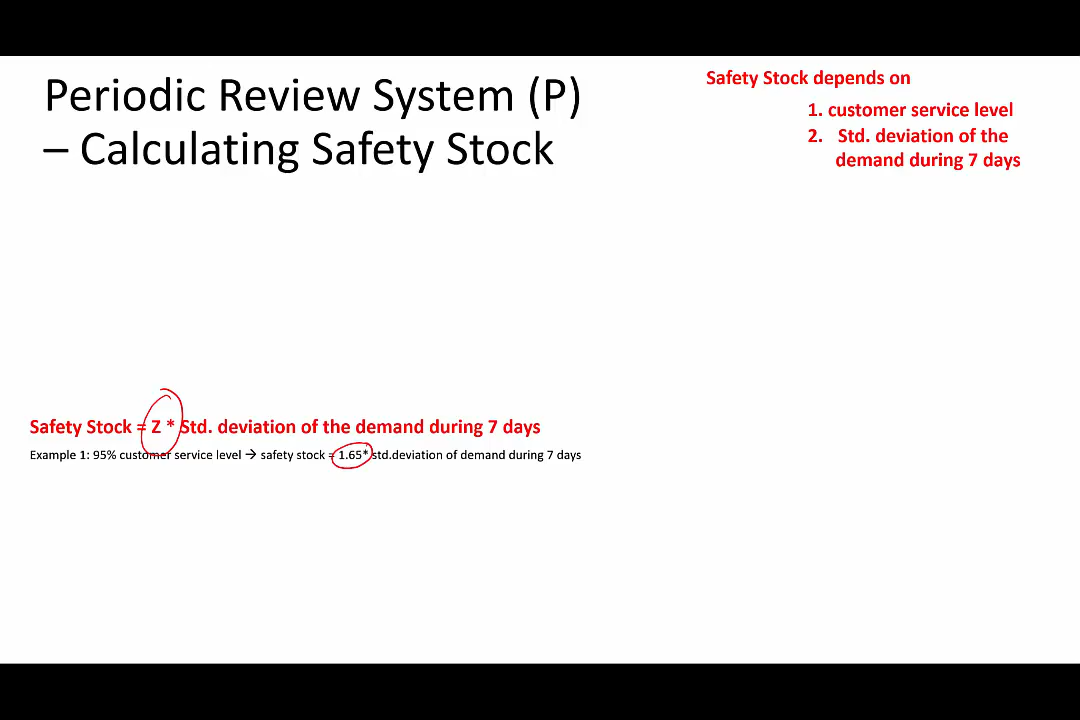 Periodic Review System (P)
– Calculating Safety Stock
Safety Stock depends on
1. customer service level
2. Std. deviation of the
demand during 7 days
Safety Stock = Z * Std. deviation of the demand during 7 days
Example 1: 95% customer service level → safety stock = 1.65* std.deviation of demand during 7 days